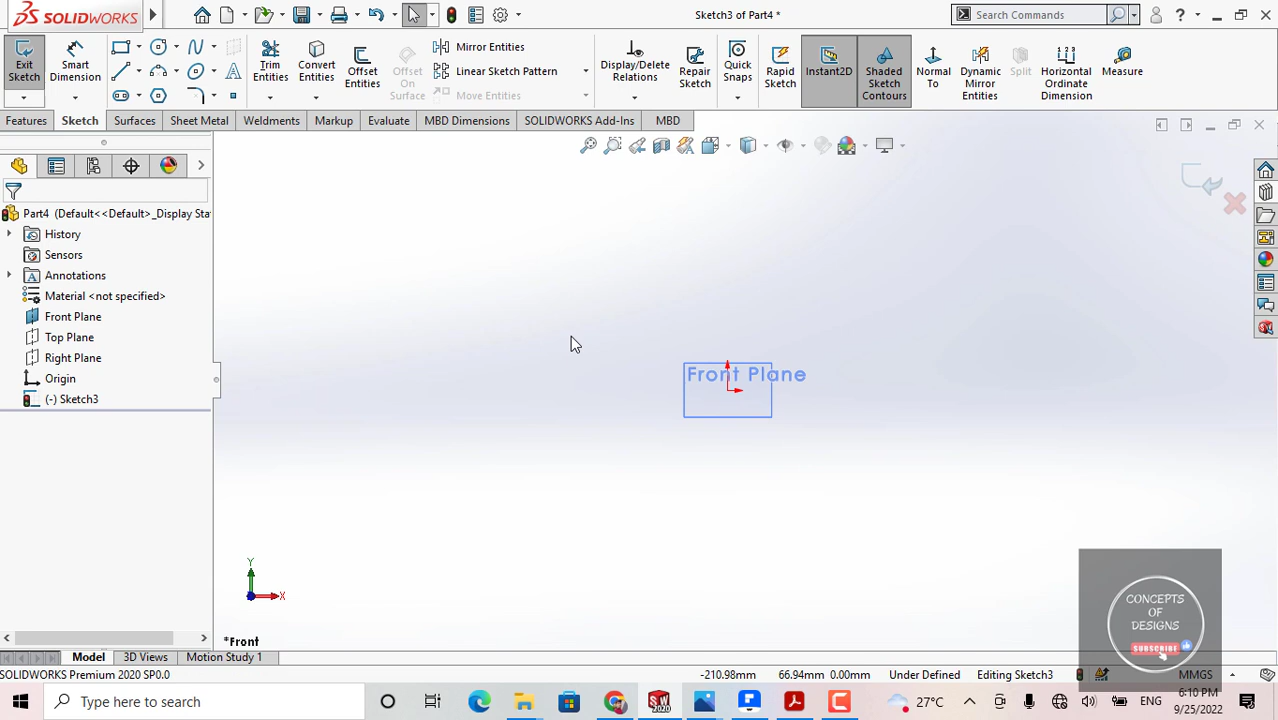 3S SOLIDWORKS
Sketch3 of Part4 *
Search Commands
?
Exit Sketch
Smart Dimension
Trim Entities
Convert Entities
Offset Entities
Offset On Surface
Mirror Entities
Linear Sketch Pattern
Move Entities
Display/Delete Relations
Repair Sketch
Quick Snaps
Rapid Sketch
Instant2D
Shaded Sketch Contours
Normal To
Dynamic Mirror Entities
Split
Horizontal Ordinate Dimension
Measure
Features
Sketch
Surfaces
Sheet Metal
Weldments
Markup
Evaluate
MBD Dimensions
SOLIDWORKS Add-Ins
MBD
Part4 (Default<<Default>_Display Sta
History
Sensors
Annotations
Material <not specified>
Front Plane
Top Plane
Right Plane
Origin
(-) Sketch3
Front Plane
Y
X
*Front
CONCEPTS
OF
DESIGNS
SUBSCRIBE
Model
3D Views
Motion Study 1
SOLIDWORKS Premium 2020 SP0.0
-210.98mm
66.94mm
0.00mm
Under Defined
Editing Sketch3
MMGS
Type here to search
SW
2020
27°C
ENG
6:10 PM
9/25/2022